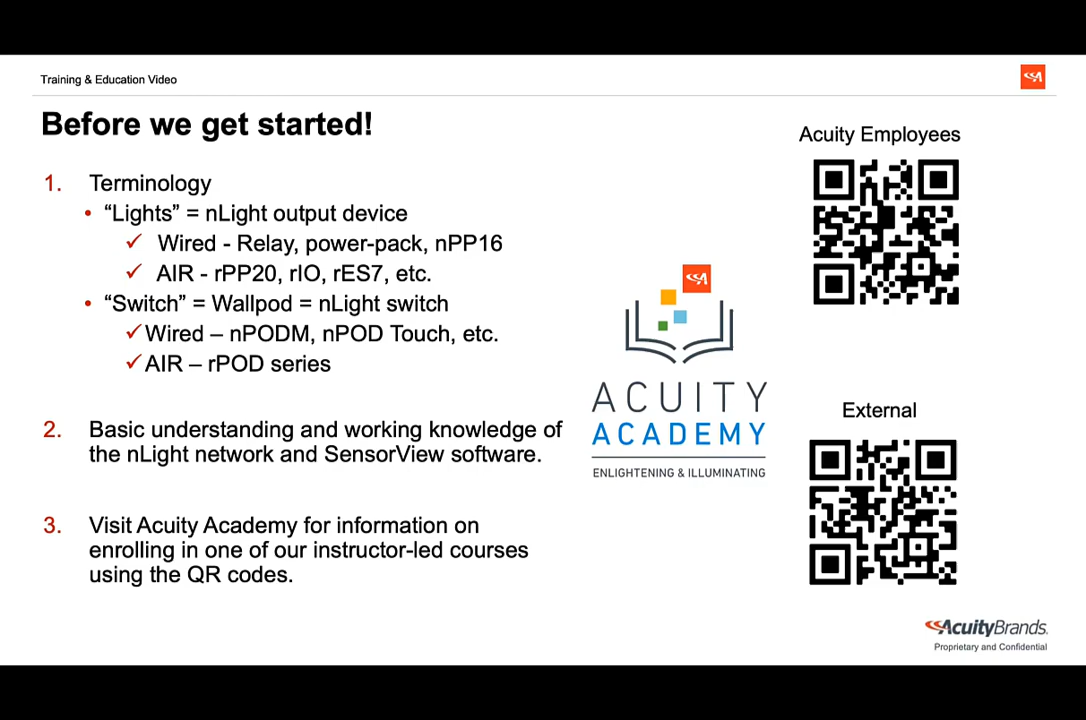 Training & Education Video
Before we get started!
1. Terminology
• “Lights” = nLight output device
✓ Wired - Relay, power-pack, nPP16
✓ AIR - rPP20, rIO, rES7, etc.
• “Switch” = Wallpod = nLight switch
✓ Wired – nPODM, nPOD Touch, etc.
✓ AIR – rPOD series
2. Basic understanding and working knowledge of
the nLight network and SensorView software.
3. Visit Acuity Academy for information on
enrolling in one of our instructor-led courses
using the QR codes.
ACUITY
ACADEMY
ENLIGHTENING & ILLUMINATING
Acuity Employees
External
AcuityBrands.
Proprietary and Confidential